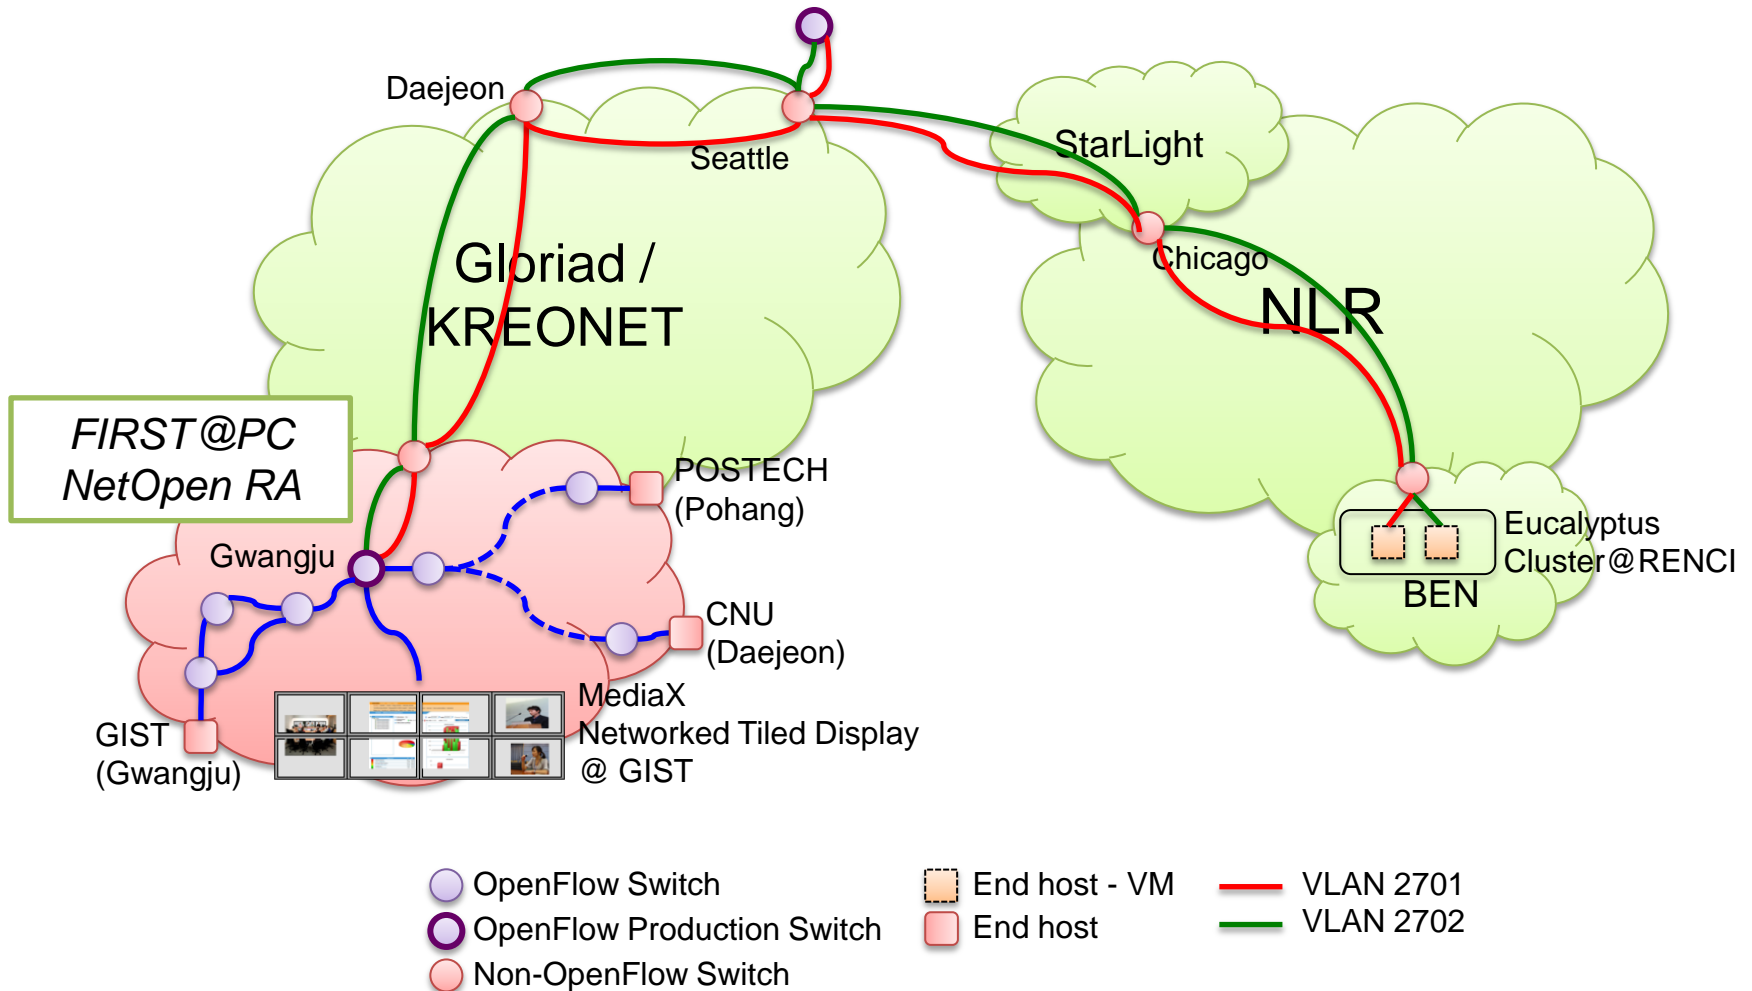 Daejeon
Seattle
StarLight
Chicago
Gloriad /
KREONET
NLR
FIRST@PC
NetOpen RA
POSTECH
(Pohang)
Gwangju
Eucalyptus
Cluster@RENCI
BEN
CNU
(Daejeon)
MediaX
Networked Tiled Display
@ GIST
GIST
(Gwangju)
OpenFlow Switch
OpenFlow Production Switch
Non-OpenFlow Switch
End host - VM
End host
VLAN 2701
VLAN 2702